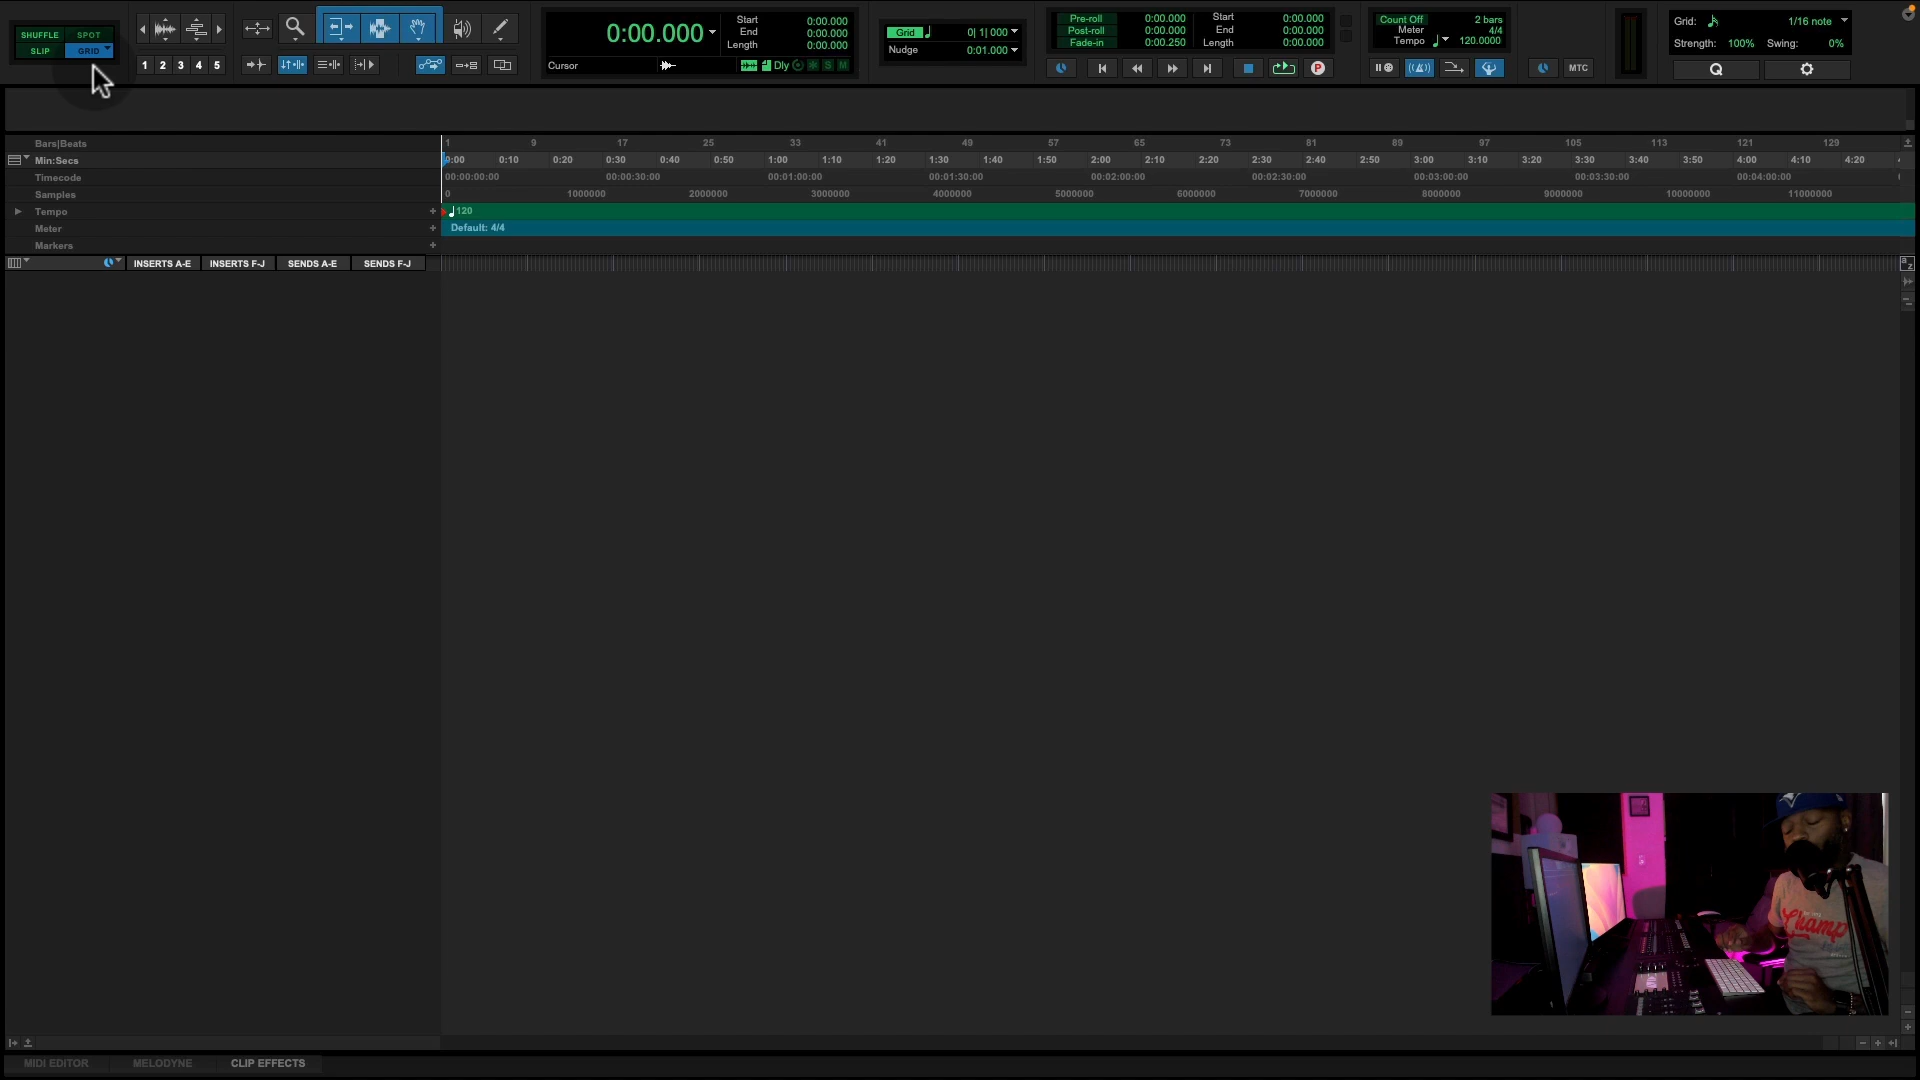 SHUFFLE SPOT
SLIP GRID
1 2 3 4 5
0:00.000
Start 0:00.000
End 0:00.000
Length 0:00.000
Cursor
Dly S M
Grid 0| 1| 000
Nudge 0:01.000
Pre-roll 0:00.000
Post-roll 0:00.000
Fade-in 0:00.250
Start 0:00.000
End 0:00.000
Length 0:00.000
P
Count Off 2 bars
Meter 4/4
Tempo 120.0000
MTC
Grid: 1/16 note
Strength: 100% Swing: 0%
Q
Bars|Beats 1 9 17 25 33 41 49 57 65 73 81 89 97 105 113 121 129
Min:Secs 0:00 0:10 0:20 0:30 0:40 0:50 1:00 1:10 1:20 1:30 1:40 1:50 2:00 2:10 2:20 2:30 2:40 2:50 3:00 3:10 3:20 3:30 3:40 3:50 4:00 4:10 4:20
Timecode 00:00:00:00 00:00:30:00 00:01:00:00 00:01:30:00 00:02:00:00 00:02:30:00 00:03:00:00 00:03:30:00 00:04:00:00
Samples 0 1000000 2000000 3000000 4000000 5000000 6000000 7000000 8000000 9000000 10000000 11000000
Tempo + 120
Meter + Default: 4/4
Markers +
INSERTS A-E INSERTS F-J SENDS A-E SENDS F-J
a z
Champ
MIDI EDITOR MELODYNE CLIP EFFECTS